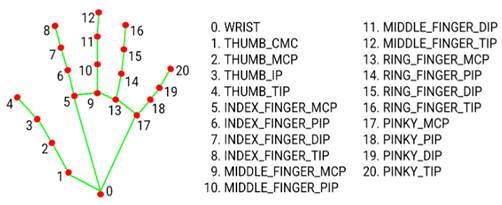 12
8
16
11
7
15
20
6
10
14
19
4
5
9
13
18
3
17
2
1
0
0. WRIST
1. THUMB_CMC
2. THUMB_MCP
3. THUMB_IP
4. THUMB_TIP
5. INDEX_FINGER_MCP
6. INDEX_FINGER_PIP
7. INDEX_FINGER_DIP
8. INDEX_FINGER_TIP
9. MIDDLE_FINGER_MCP
10. MIDDLE_FINGER_PIP
11. MIDDLE_FINGER_DIP
12. MIDDLE_FINGER_TIP
13. RING_FINGER_MCP
14. RING_FINGER_PIP
15. RING_FINGER_DIP
16. RING_FINGER_TIP
17. PINKY_MCP
18. PINKY_PIP
19. PINKY_DIP
20. PINKY_TIP